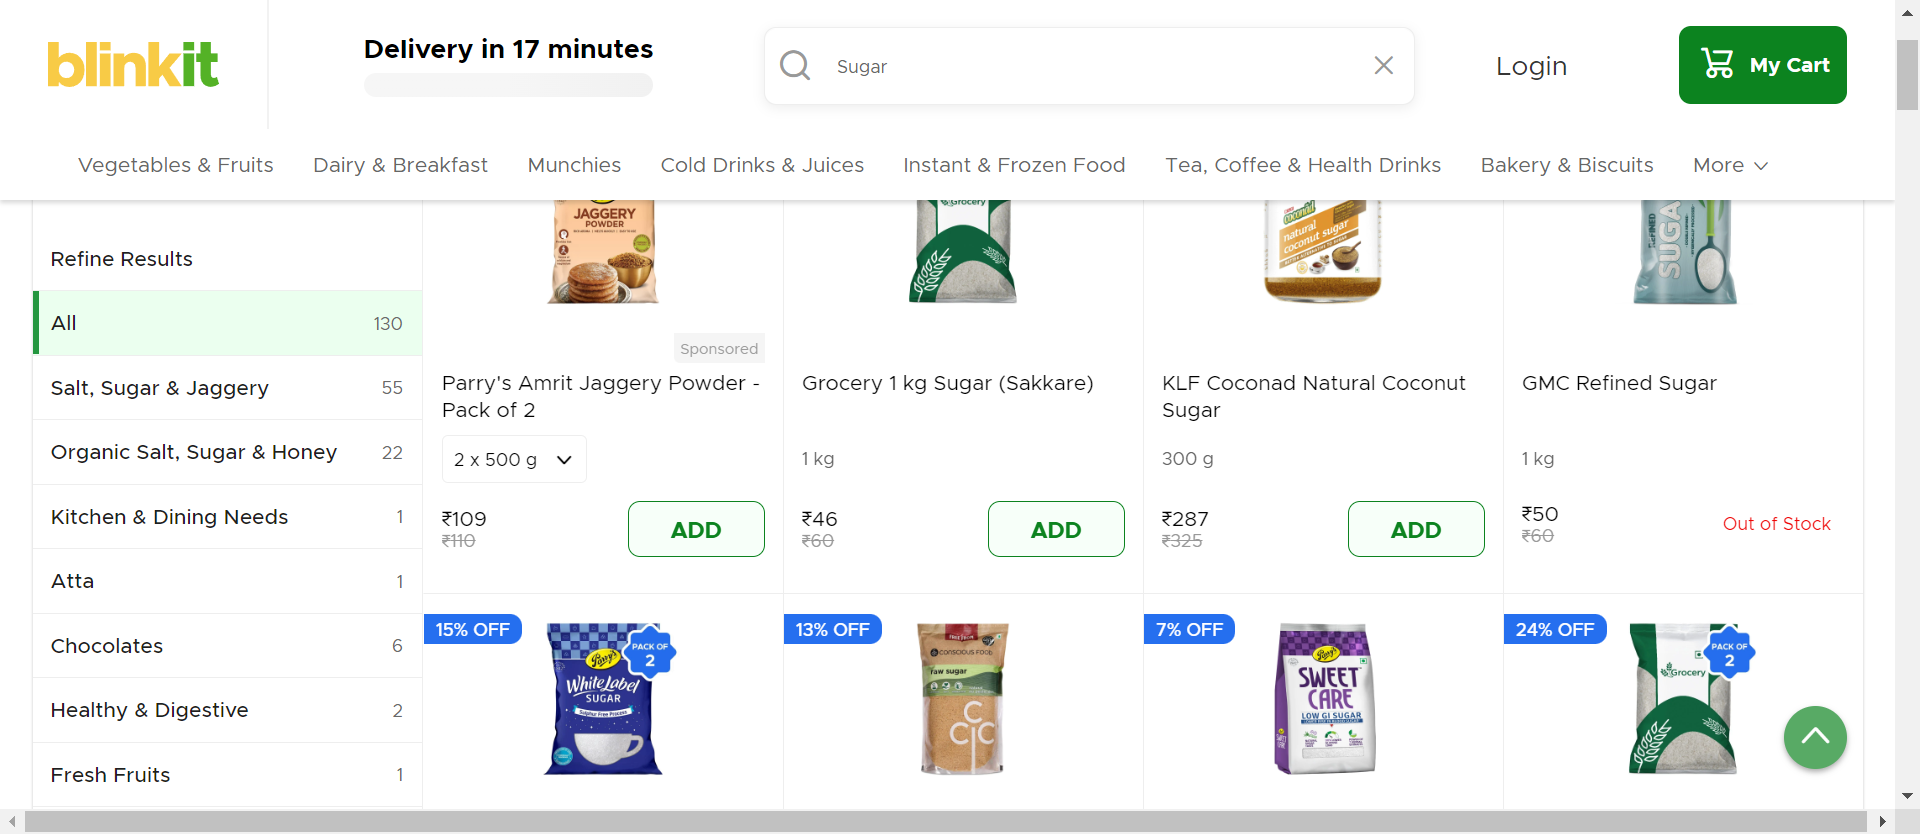 blinkit
Delivery in 17 minutes
Sugar
Login
My Cart
Vegetables & Fruits
Dairy & Breakfast
Munchies
Cold Drinks & Juices
Instant & Frozen Food
Tea, Coffee & Health Drinks
Bakery & Biscuits
More
Refine Results
All 130
Salt, Sugar & Jaggery 55
Organic Salt, Sugar & Honey 22
Kitchen & Dining Needs 1
Atta 1
Chocolates 6
Healthy & Digestive 2
Fresh Fruits 1
JAGGERY
POWDER
Sponsored
Parry's Amrit Jaggery Powder -
Pack of 2
2 x 500 g
₹109
₹110
ADD
Grocery
Grocery 1 kg Sugar (Sakkare)
1 kg
₹46
₹60
ADD
coconad
natural
coconut sugar
KLF Coconad Natural Coconut
Sugar
300 g
₹287
₹325
ADD
REFINED
SUGA
GMC Refined Sugar
1 kg
₹50
₹60
Out of Stock
15% OFF
PACK OF
2
Parry's
White Label
SUGAR
Sulphur Free Process
13% OFF
CONSCIOUS FOOD
raw sugar
7% OFF
Parry's
SWEET
CARE
LOW GI SUGAR
24% OFF
PACK OF
2
Grocery